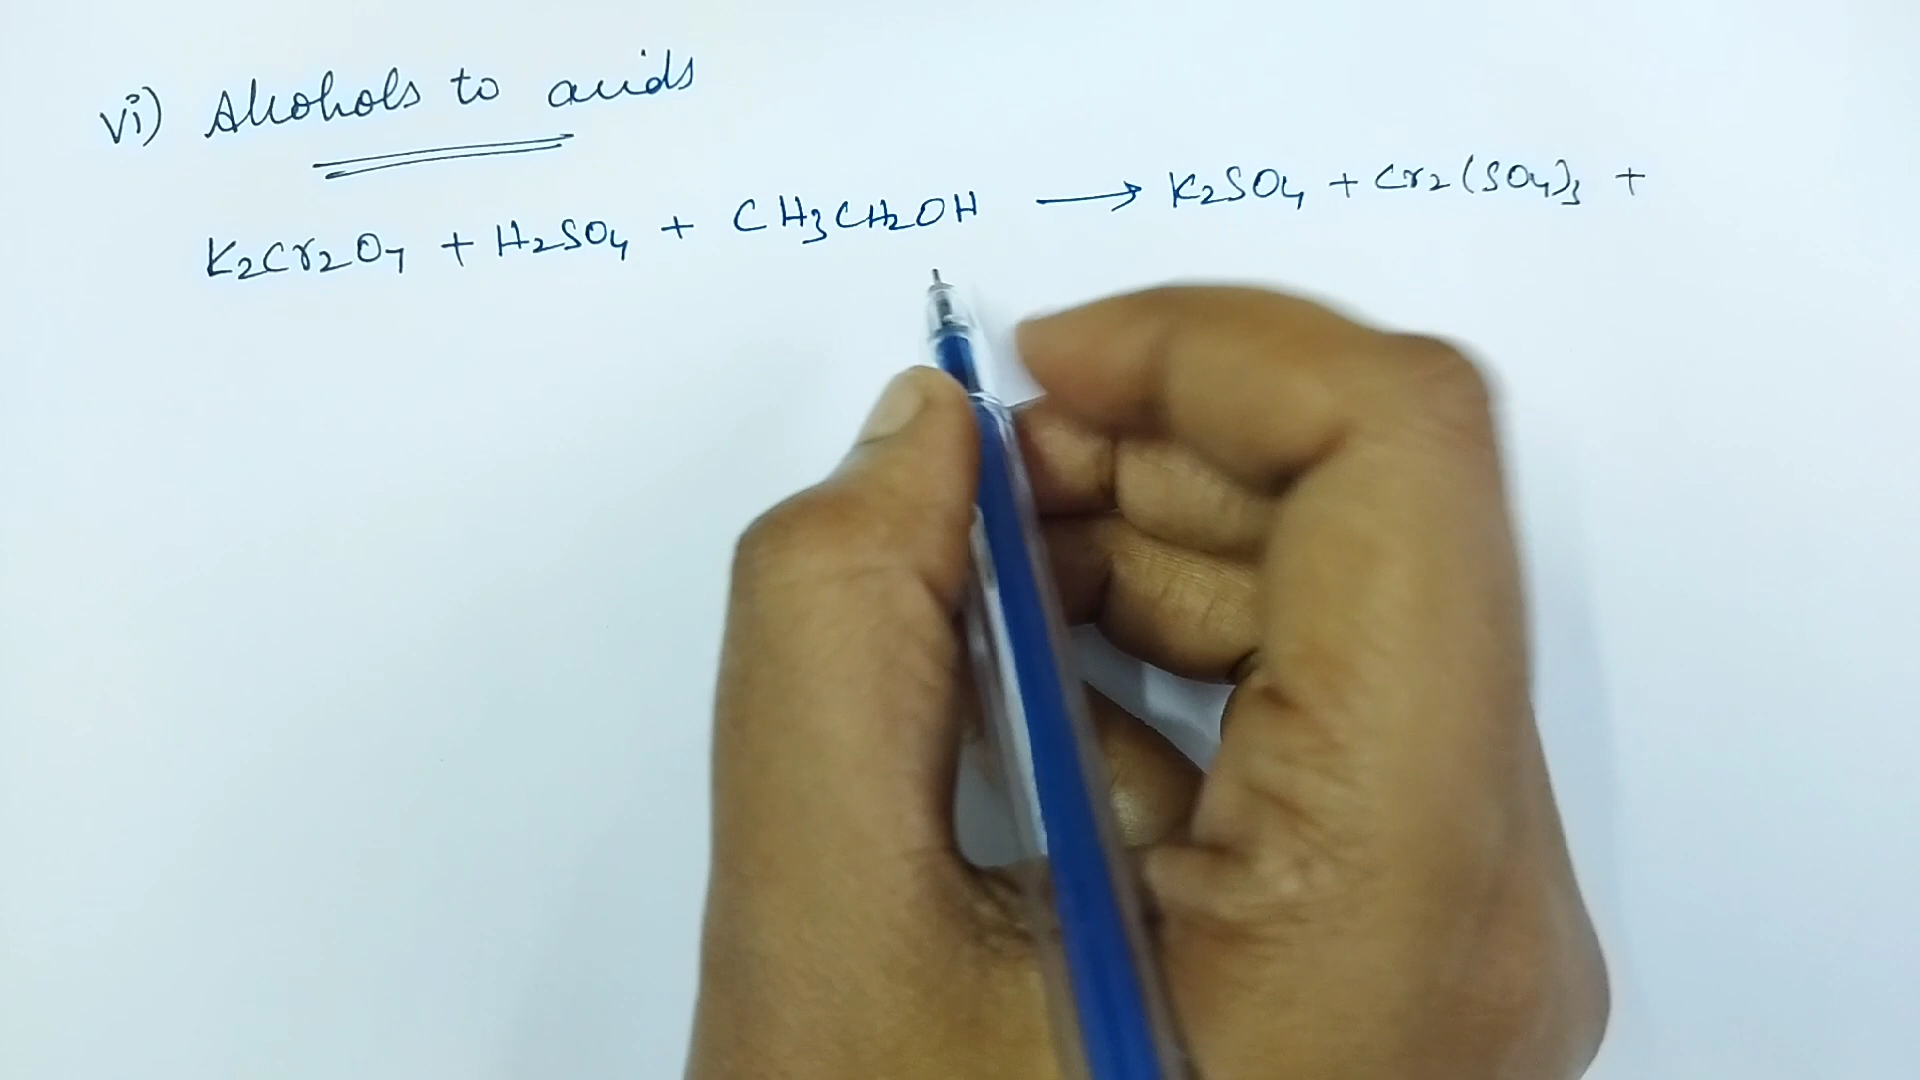 vi) Alcohols to acids
K2Cr2O7 + H2SO4 + CH3CH2OH → K2SO4 + Cr2(SO4)3 +